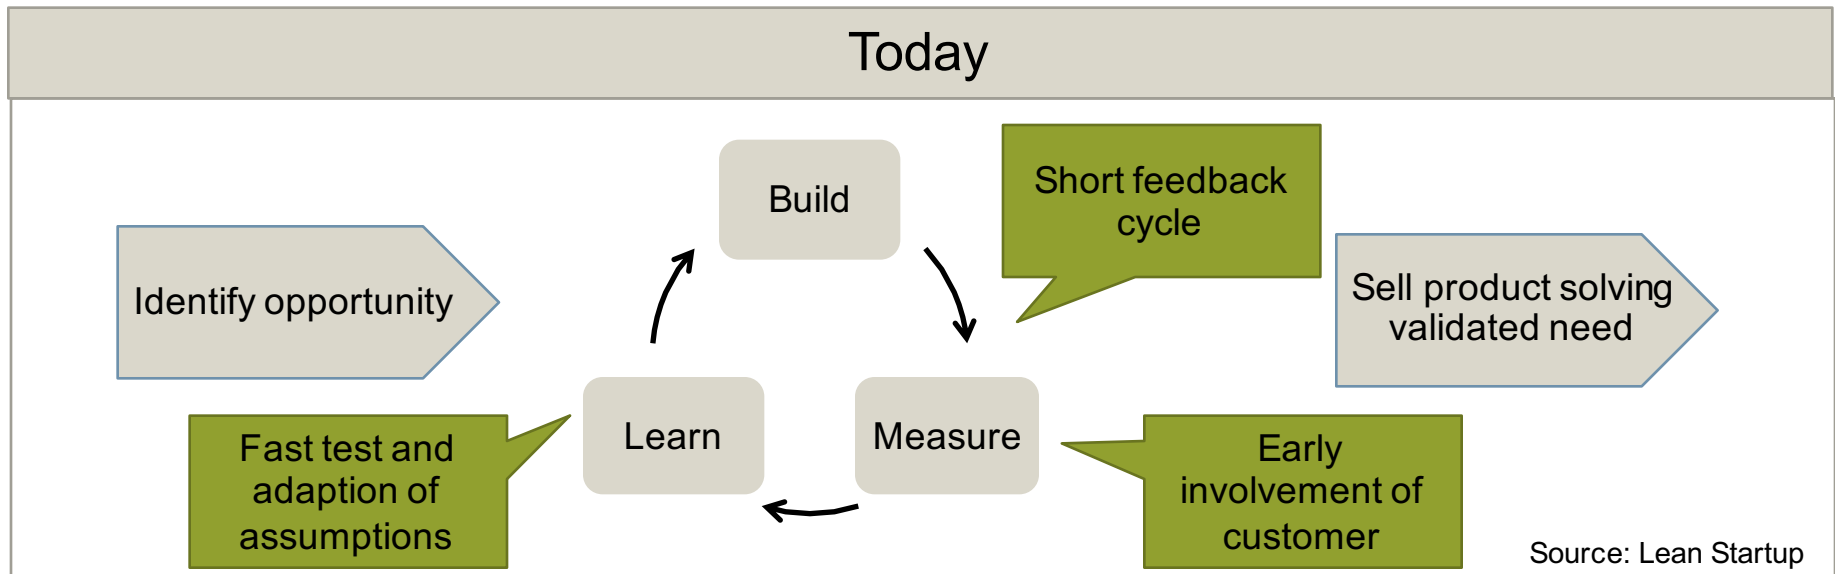 Today
Build
Short feedback
cycle
Identify opportunity
Sell product solving
validated need
Learn
Measure
Fast test and
adaption of
assumptions
Early
involvement of
customer
Source: Lean Startup